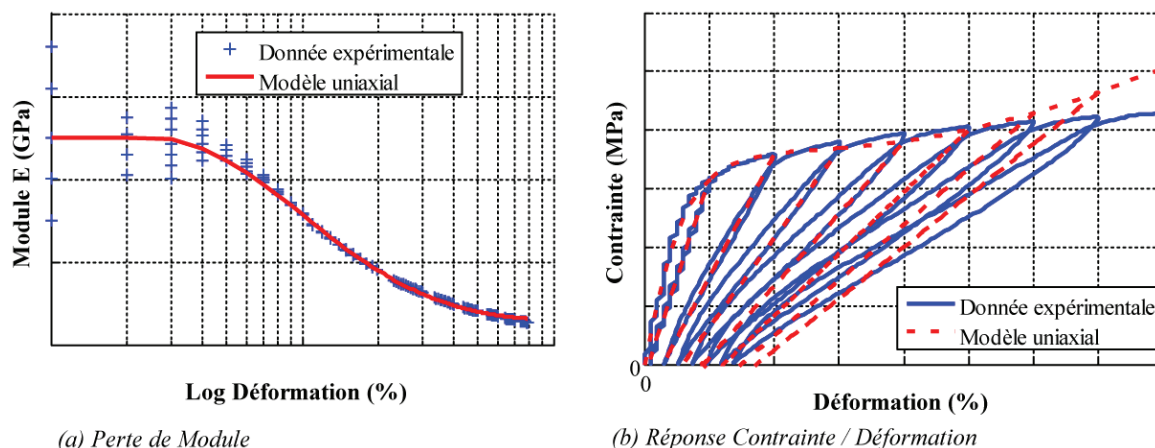 Module E (GPa)
Donnée expérimentale
Modèle uniaxial
Log Déformation (%)
(a) Perte de Module
Contrainte (MPa)
Donnée expérimentale
Modèle uniaxial
0
0
Déformation (%)
(b) Réponse Contrainte / Déformation